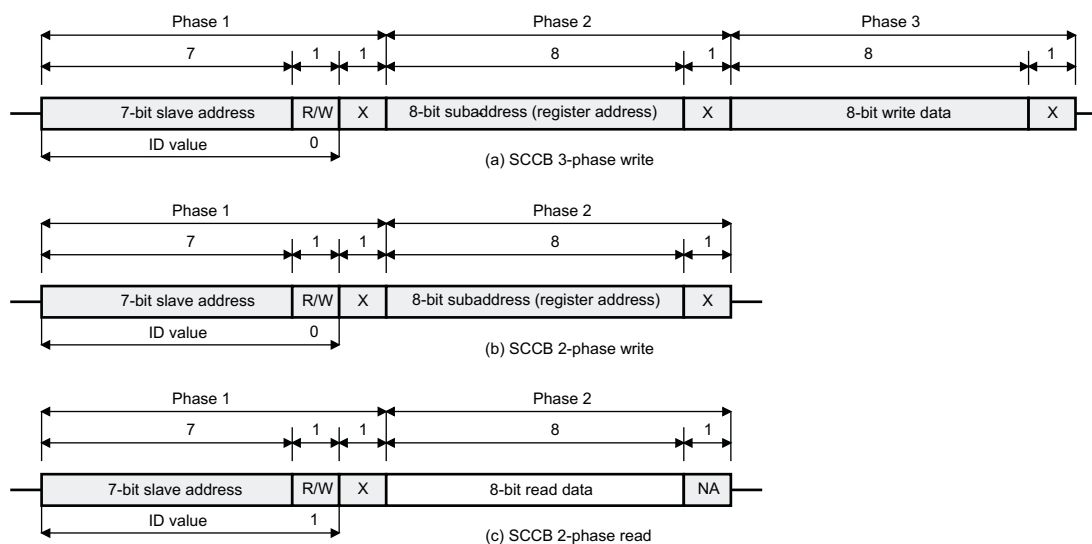 Phase 1 Phase 2 Phase 3
7 1 1 8 1 8 1
7-bit slave address R/W X 8-bit subaddress (register address) X 8-bit write data X
ID value 0
(a) SCCB 3-phase write
Phase 1 Phase 2
7 1 1 8 1
7-bit slave address R/W X 8-bit subaddress (register address) X
ID value 0
(b) SCCB 2-phase write
Phase 1 Phase 2
7 1 1 8 1
7-bit slave address R/W X 8-bit read data NA
ID value 1
(c) SCCB 2-phase read